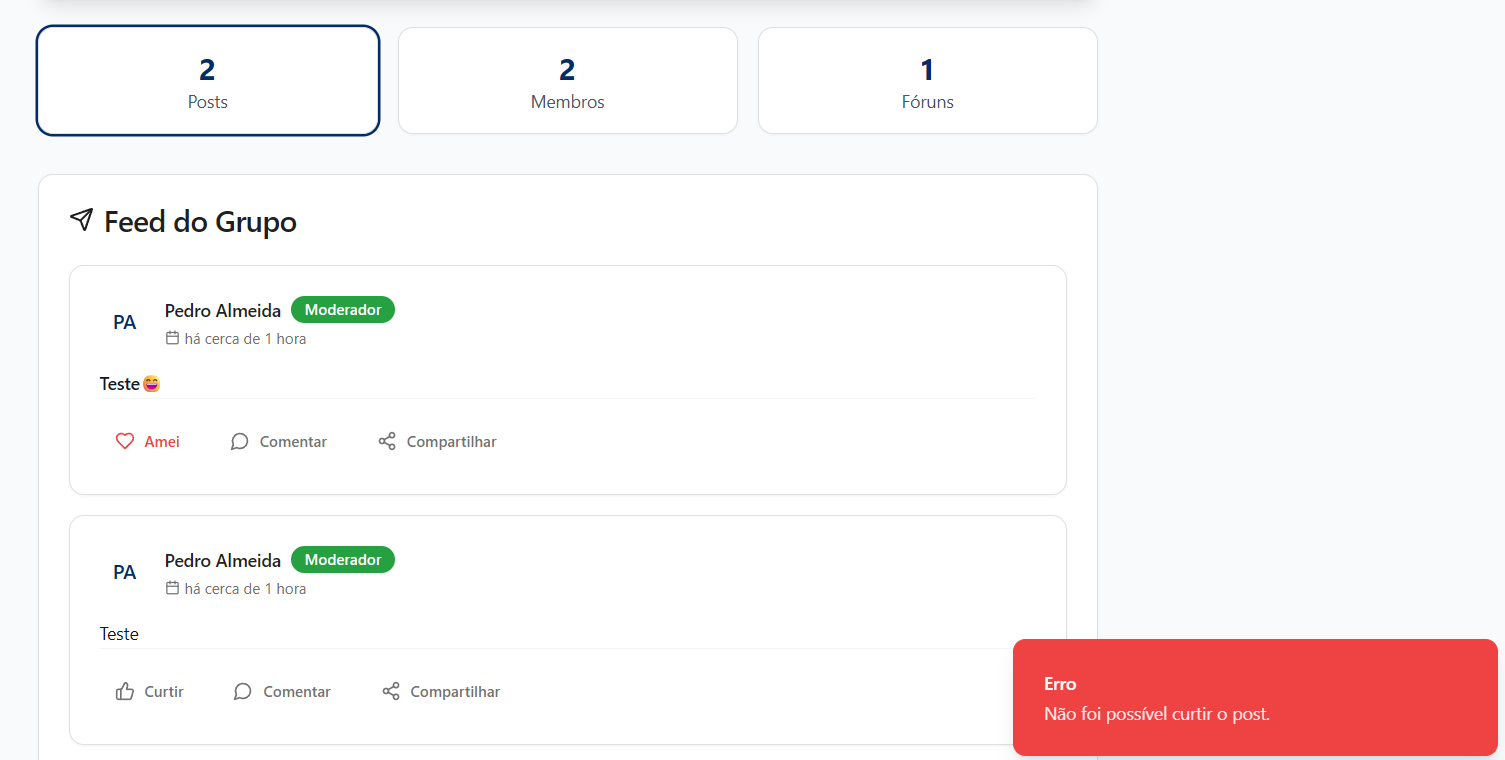 2
Posts
2
Membros
1
Fóruns
Feed do Grupo
PA
Pedro Almeida Moderador
há cerca de 1 hora
Teste😄
Amei Comentar Compartilhar
PA
Pedro Almeida Moderador
há cerca de 1 hora
Teste
Curtir Comentar Compartilhar
Erro
Não foi possível curtir o post.